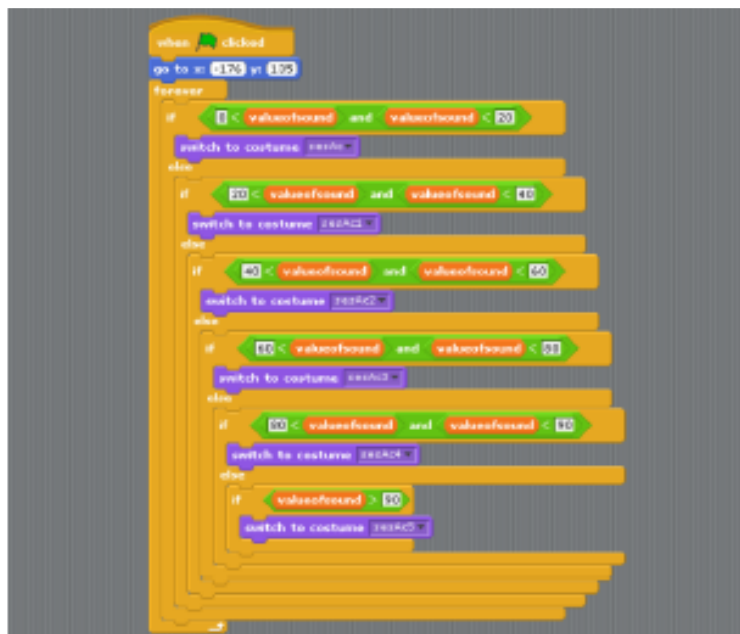 when clicked
go to x: -176 y: 135
forever
if 0 < valueofsound and valueofsound < 20
switch to costume
else
if 20 < valueofsound and valueofsound < 40
switch to costume
else
if 40 < valueofsound and valueofsound < 60
switch to costume
else
if 60 < valueofsound and valueofsound < 80
switch to costume
else
if 80 < valueofsound and valueofsound < 90
switch to costume
else
if valueofsound > 90
switch to costume